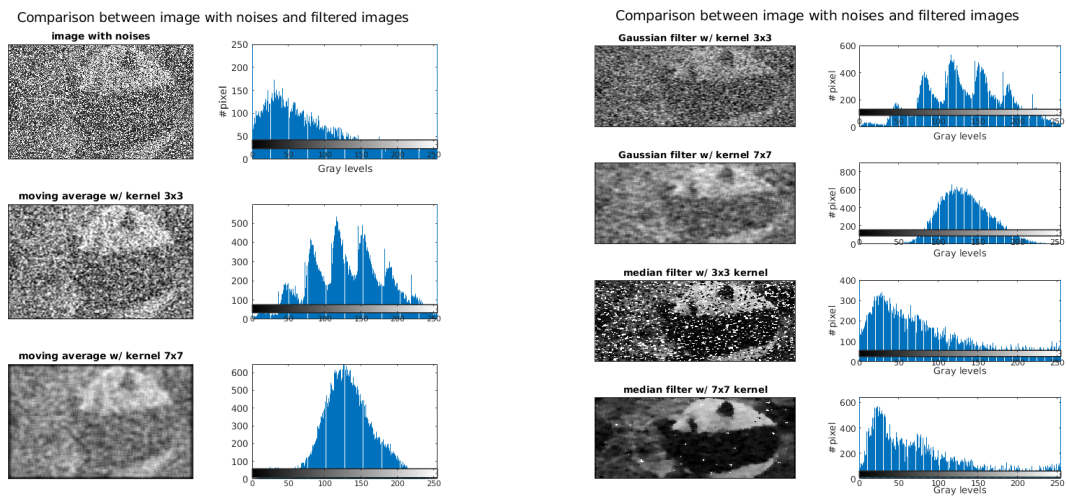 Comparison between image with noises and filtered images
image with noises
250
200
150
100
50
0
#pixel
0 50 100 150 200 250
Gray levels
moving average w/ kernel 3x3
500
400
300
200
100
0
0 50 100 150 200 250
moving average w/ kernel 7x7
600
500
400
300
200
100
0
0 50 100 150 200 250
Comparison between image with noises and filtered images
Gaussian filter w/ kernel 3x3
600
400
200
0
#pixel
0 50 100 150 200 250
Gray levels
Gaussian filter w/ kernel 7x7
800
600
400
200
0
#pixel
0 50 100 150 200 250
Gray levels
median filter w/ 3x3 kernel
400
300
200
100
0
#pixel
0 50 100 150 200 250
Gray levels
median filter w/ 7x7 kernel
600
400
200
0
#pixel
0 50 100 150 200 250
Gray levels